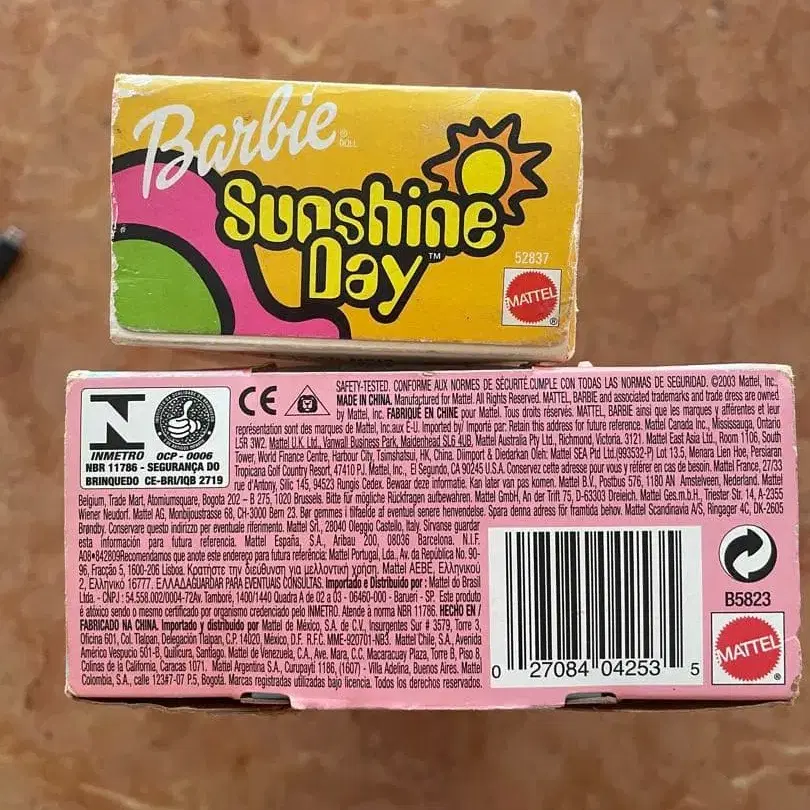 Barbie
® DOLL
Sunshine
Day™
52837
MATTEL
®
CE
SAFETY-TESTED. CONFORME AUX NORMES DE SÉCURITÉ.CUMPLE CON TODAS LAS NORMAS DE SEGURIDAD. ©2003 Mattel, Inc.,
MADE IN CHINA. Manufactured for Mattel. All Rights Reserved. MATTEL, BARBIE and associated trademarks and trade dress are owned
by Mattel, Inc. FABRIQUÉ EN CHINE pour Mattel. Tous droits réservés. MATTEL, BARBIE ainsi que les marques y afférentes et leur
représentation sont des marques de Mattel, Inc.aux E-U. Imported by/ Importé par: Retain this address for future reference. Mattel Canada Inc., Mississauga, Ontario
L5R 3W2. Mattel U.K. Ltd., Vanwall Business Park, Maidenhead SL6 4UB. Mattel Australia Pty Ltd., Richmond, Victoria. 3121. Mattel East Asia Ltd., Room 1106, South
Tower, World Finance Centre, Harbour City, Tsimshatsui, HK, China. Diimport & Diedarkan Oleh: Mattel SEA Ptd Ltd.(993532-P) Lot 13.5, Menara Lien Hoe, Persiaran
Tropicana Golf Country Resort, 47410 PJ. Mattel, Inc., El Segundo, CA 90245 U.S.A. Conservez cette adresse pour vous y référer en cas de besoin. Mattel France, 27/33
rue d'Antony, Silic 145, 94523 Rungis Cedex. Bewaar deze informatie. Kan later van pas komen. Mattel B.V., Postbus 576, 1180 AN Amstelveen, Nederland. Mattel
INMETRO OCP - 0006
NBR 11786 - SEGURANÇA DO
BRINQUEDO CE-BRI/IQB 2719
Belgium, Trade Mart, Atomiumsquare, Bogota 202 – B 275, 1020 Brussels. Bitte für mögliche Rückfragen aufbewahren. Mattel GmbH, An der Trift 75, D-63303 Dreieich. Mattel Ges.m.b.H., Triester Str. 14, A-2355
Wiener Neudorf. Mattel AG, Monbijoustrasse 68, CH-3000 Bern 23. Bør gemmes i tilfælde af eventuel senere henvendelse. Spara denna adress för framtida behov. Mattel Scandinavia A/S, Ringager 4C, DK-2605
Brøndby. Conservare questo indirizzo per eventuale riferimento. Mattel Srl., 28040 Oleggio Castello, Italy. Sírvanse guardar
esta información para futura referencia. Mattel España, S.A., Aribau 200, 08036 Barcelona. N.I.F.
A08-842809Recomendamos que anote este endereço para futura referência: Mattel Portugal, Lda., Av. da República No. 90-
96, Fracção 5, 1600-206 Lisboa. Κρατήστε την διεύθυνση για μελλοντική χρήση. Mattel AEBE, Ελληνικού
2, Ελληνικό 16777. ΕΛΛΑΔΑGUARDAR PARA EVENTUAIS CONSULTAS. Importado e Distribuído por : Mattel do Brasil
Ltda. - CNPJ : 54.558.002/0004-72Av. Tamboré, 1400/1440 Quadra A de 02 a 03 - 06460-000 - Barueri - SP. Este produto
é atóxico sendo o mesmo certificado por organismo credenciado pelo INMETRO. Atende à norma NBR 11786. HECHO EN /
FABRICADO NA CHINA. Importado y distribuido por Mattel de México, S.A. de C.V., Insurgentes Sur # 3579, Torre 3,
Oficina 601, Col. Tlalpan, Delegación Tlalpan, C.P. 14020, México, D.F. R.F.C. MME-920701-NB3. Mattel Chile, S.A., Avenida
Américo Vespucio 501-B, Quilicura, Santiago. Mattel de Venezuela, C.A., Ave. Mara, C.C. Macaracuay Plaza, Torre B, Piso 8,
Colinas de la California, Caracas 1071. Mattel Argentina S.A., Curupaytí 1186, (1607) - Villa Adelina, Buenos Aires. Mattel
Colombia, S.A., calle 123#7-07 P.5, Bogotá. Marcas registradas utilizadas bajo licencia. Todos los derechos reservados.
0 27084 04253 5
B5823
MATTEL
®